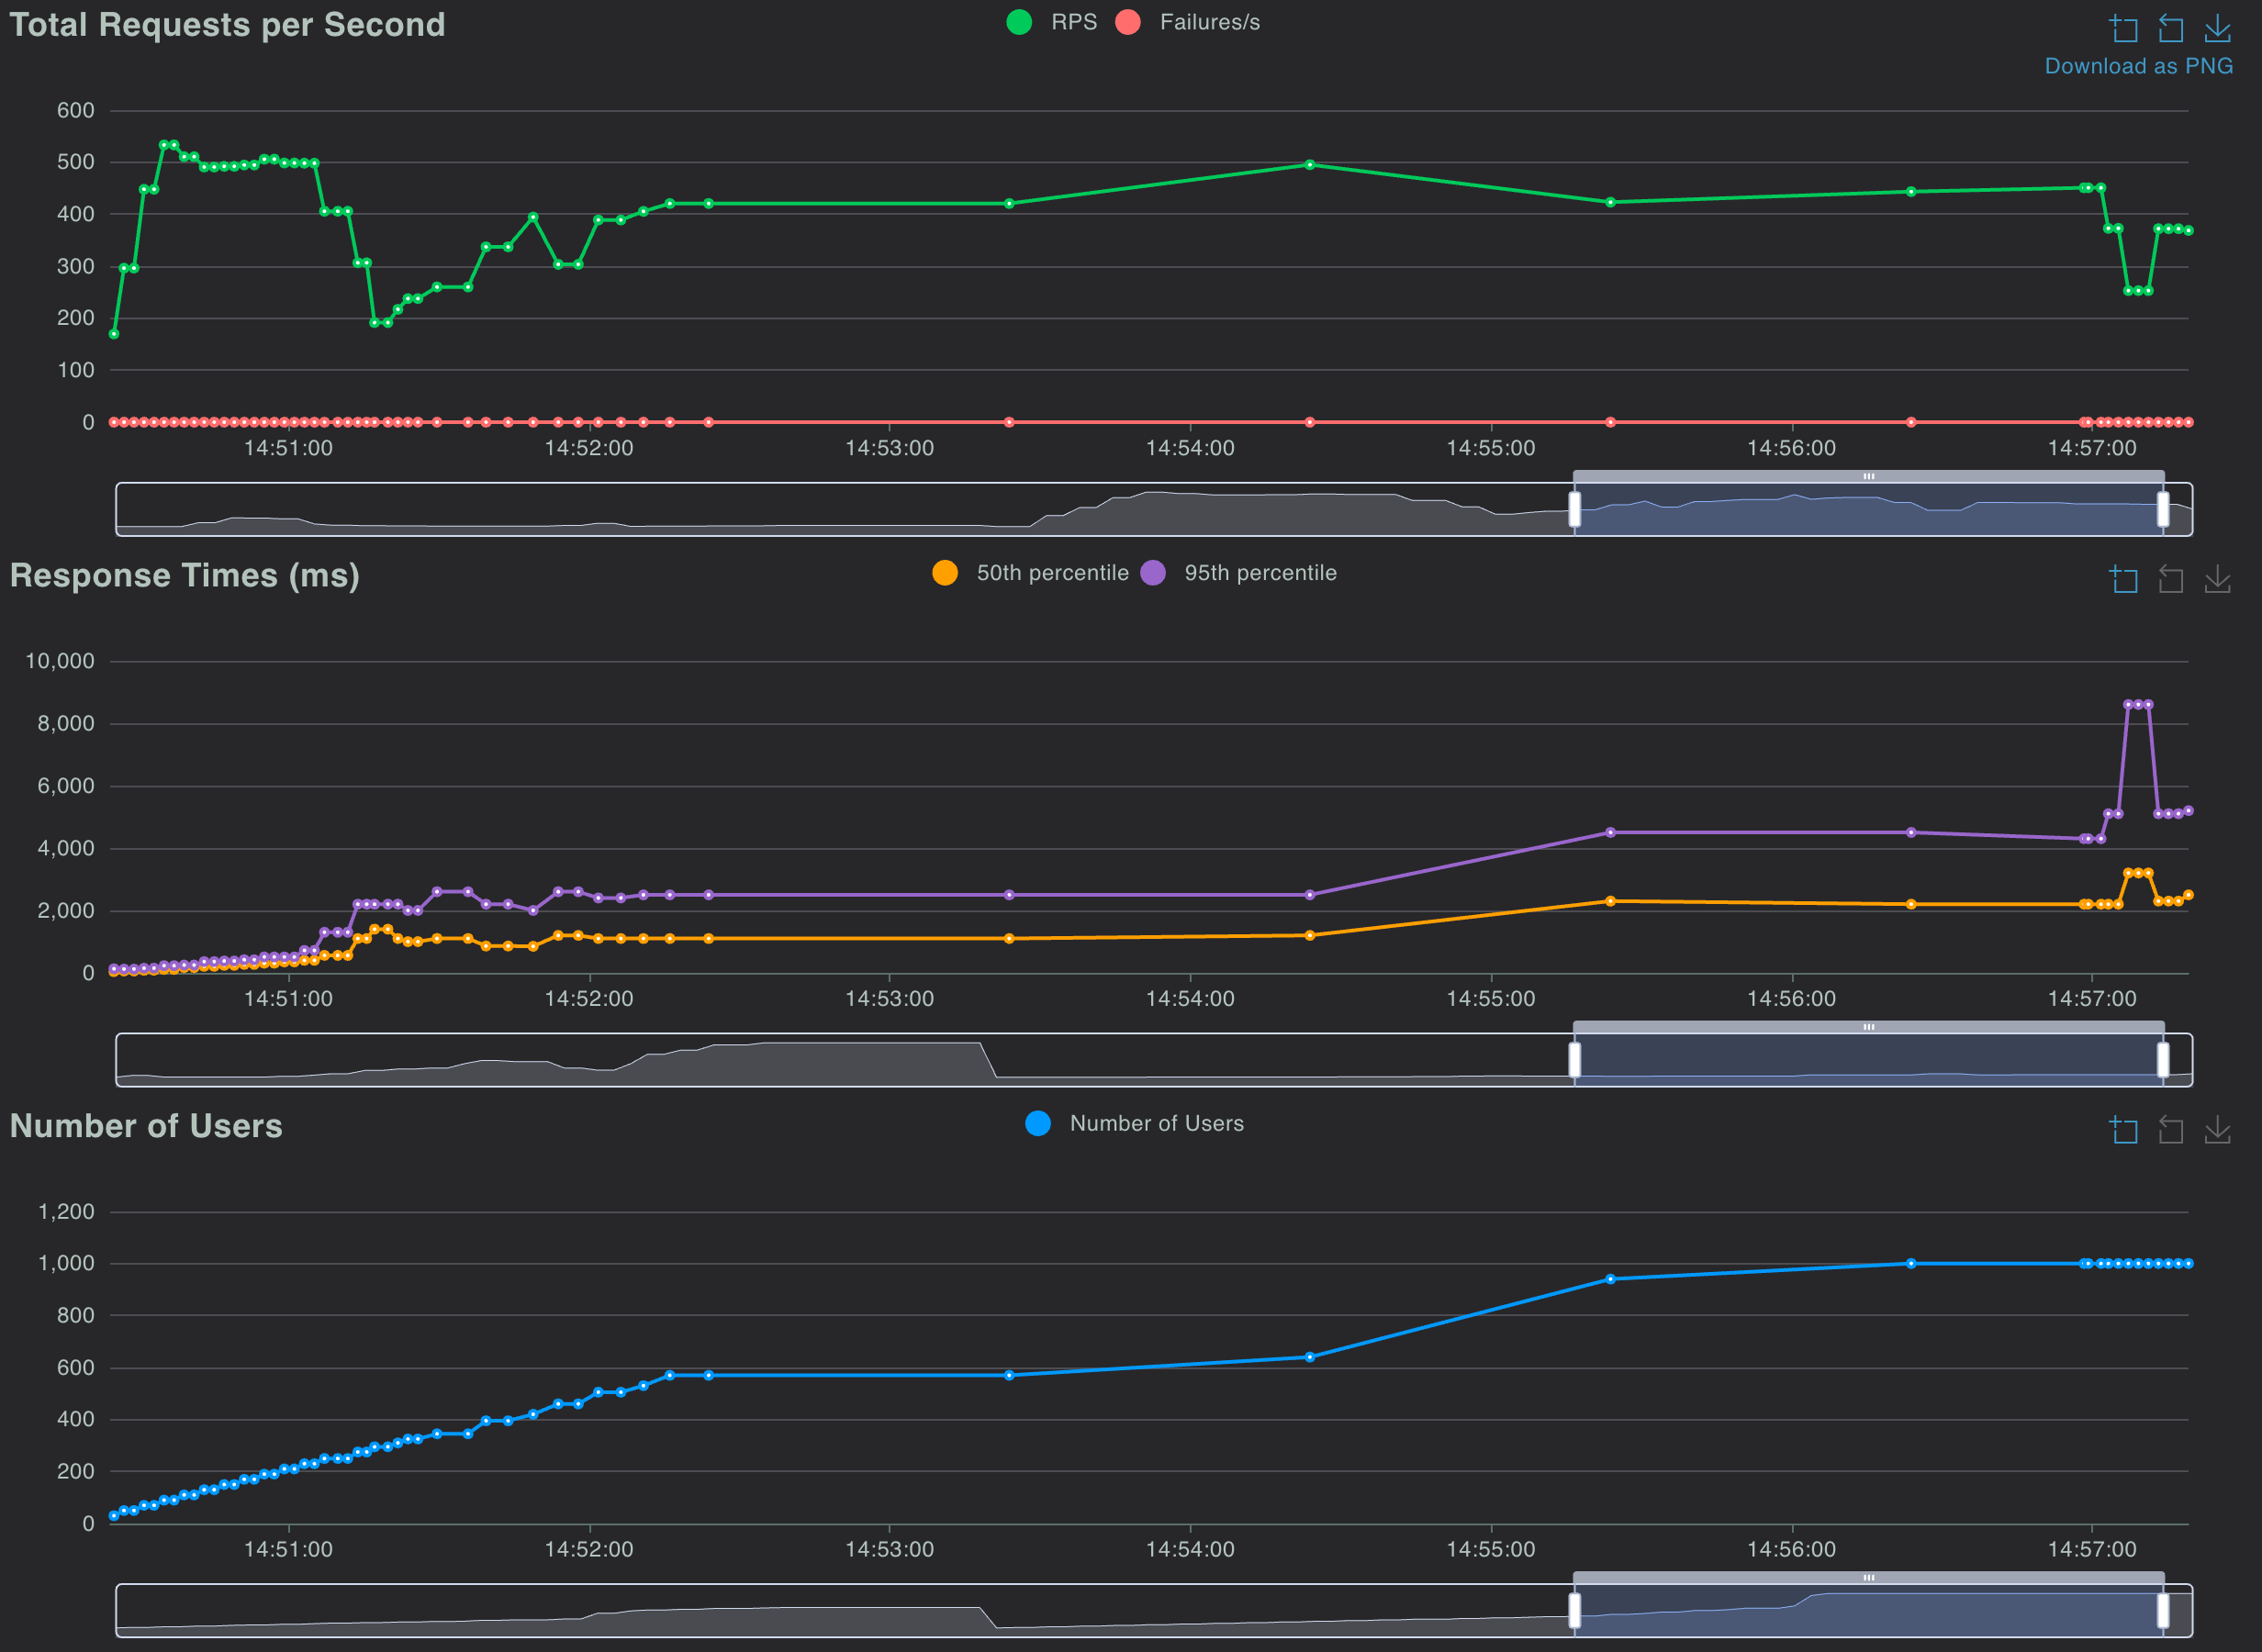 Total Requests per Second
RPS Failures/s
Download as PNG
600
500
400
300
200
100
0
14:51:00 14:52:00 14:53:00 14:54:00 14:55:00 14:56:00 14:57:00
Response Times (ms)
50th percentile 95th percentile
10,000
8,000
6,000
4,000
2,000
0
14:51:00 14:52:00 14:53:00 14:54:00 14:55:00 14:56:00 14:57:00
Number of Users
Number of Users
1,200
1,000
800
600
400
200
0
14:51:00 14:52:00 14:53:00 14:54:00 14:55:00 14:56:00 14:57:00